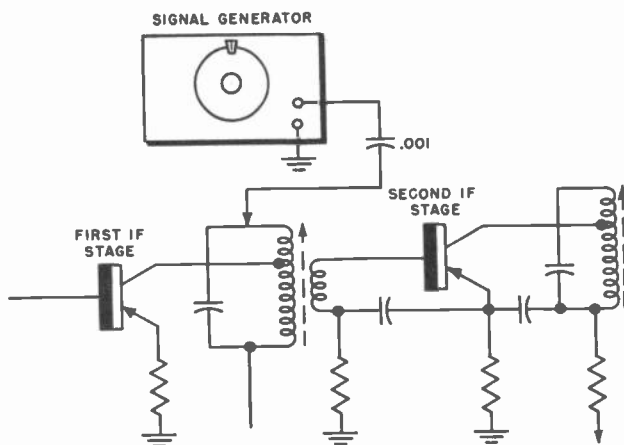 SIGNAL GENERATOR
.001
SECOND IF
STAGE
FIRST IF
STAGE